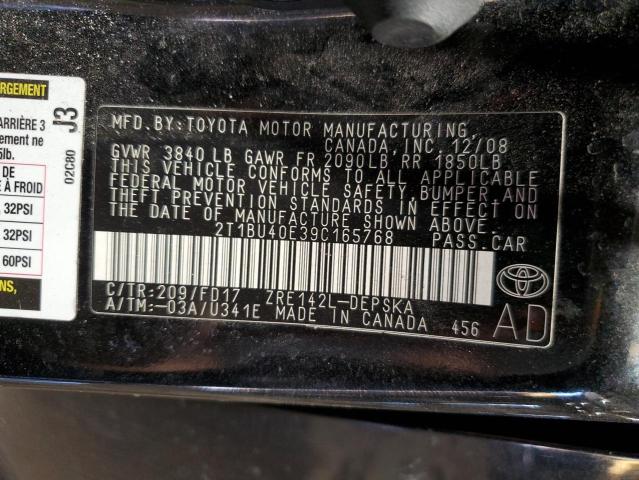 MFD.BY:TOYOTA MOTOR MANUFACTURING,
CANADA, INC. 12/08
GVWR 3840 LB GAWR FR 2090LB RR 1850LB
THIS VEHICLE CONFORMS TO ALL APPLICABLE
FEDERAL MOTOR VEHICLE SAFETY, BUMPER AND
THEFT PREVENTION STANDARDS IN EFFECT ON
THE DATE OF MANUFACTURE SHOWN ABOVE.
2T1BU40E39C165768 PASS.CAR
C/TR:209/FD17 ZRE142L-DEPSKA
A/TM:-03A/U341E MADE IN CANADA 456
AD
ARGEMENT
ARRIÈRE 3
ement ne
5lb.
DE
E À FROID
, 32PSI
, 32PSI
, 60PSI
NS,
J3
02C80